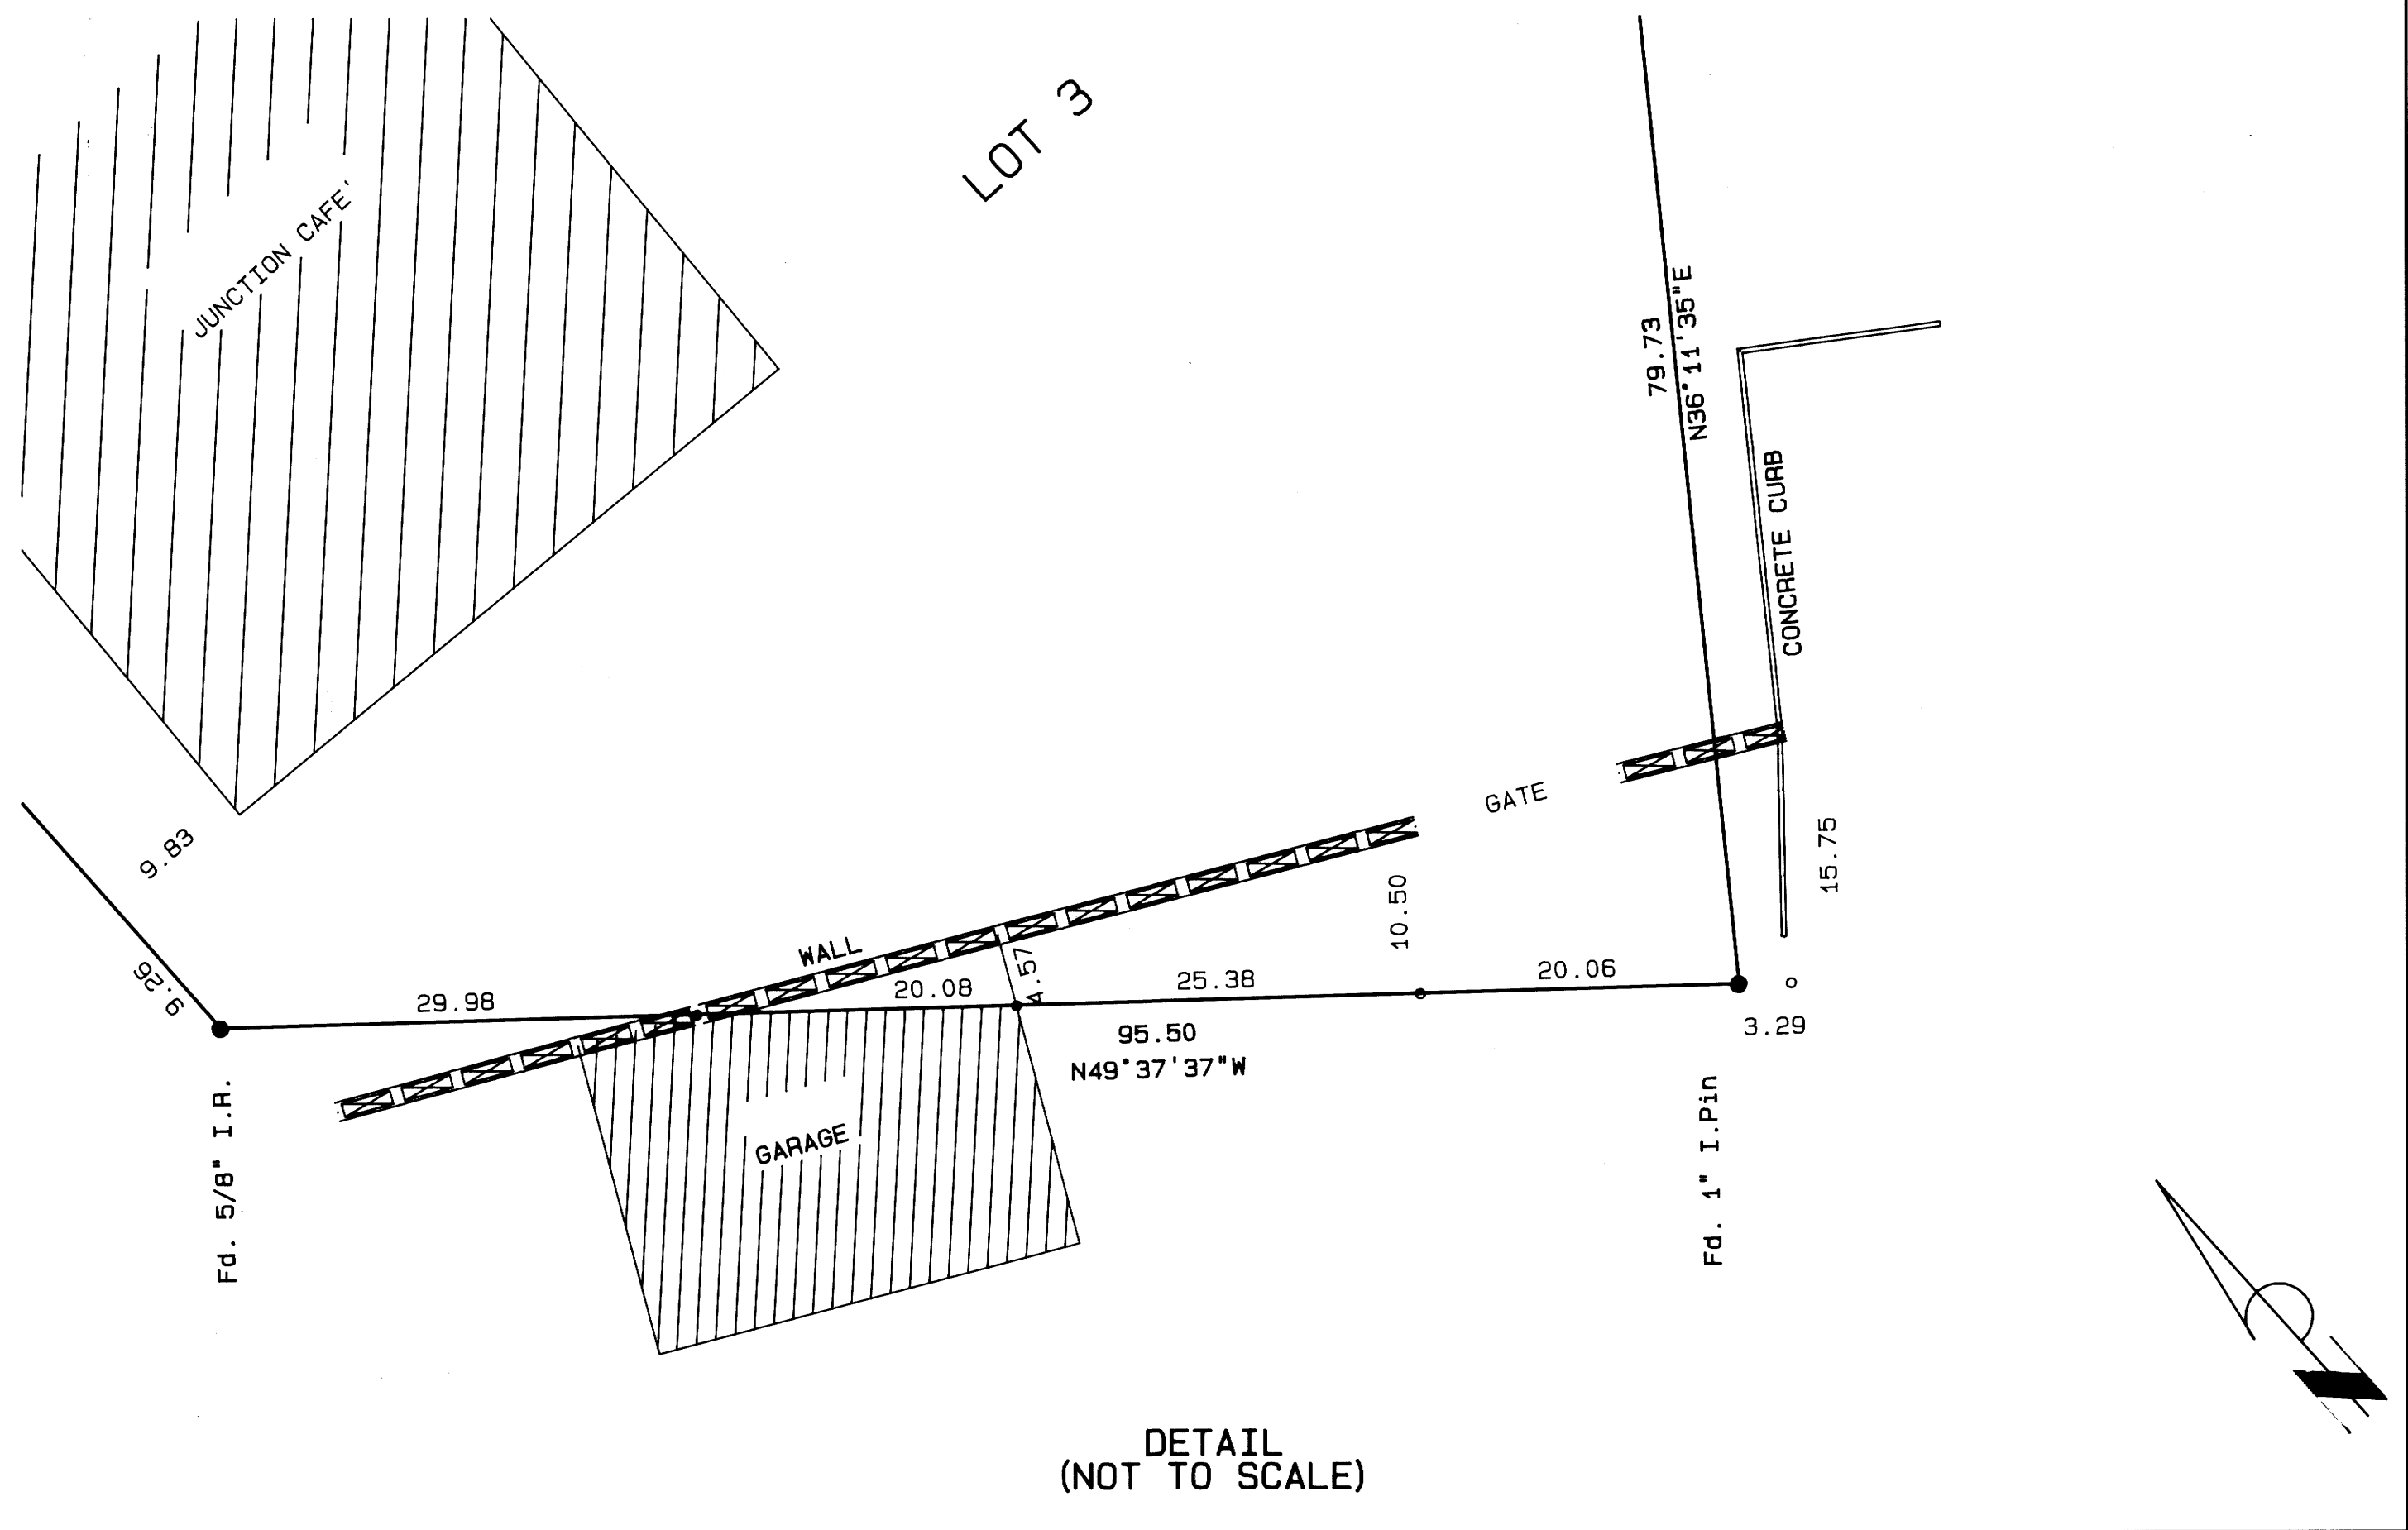 LOT 3
JUNCTION CAFE'
79.73
N36°11'35"E
CONCRETE CURB
GATE
15.75
9.83
9.26
10.50
WALL
4.57
29.98
20.08
25.38
20.06
95.50
N49°37'37"W
3.29
Fd. 5/8" I.R.
GARAGE
Fd. 1" I.Pin
N
DETAIL
(NOT TO SCALE)